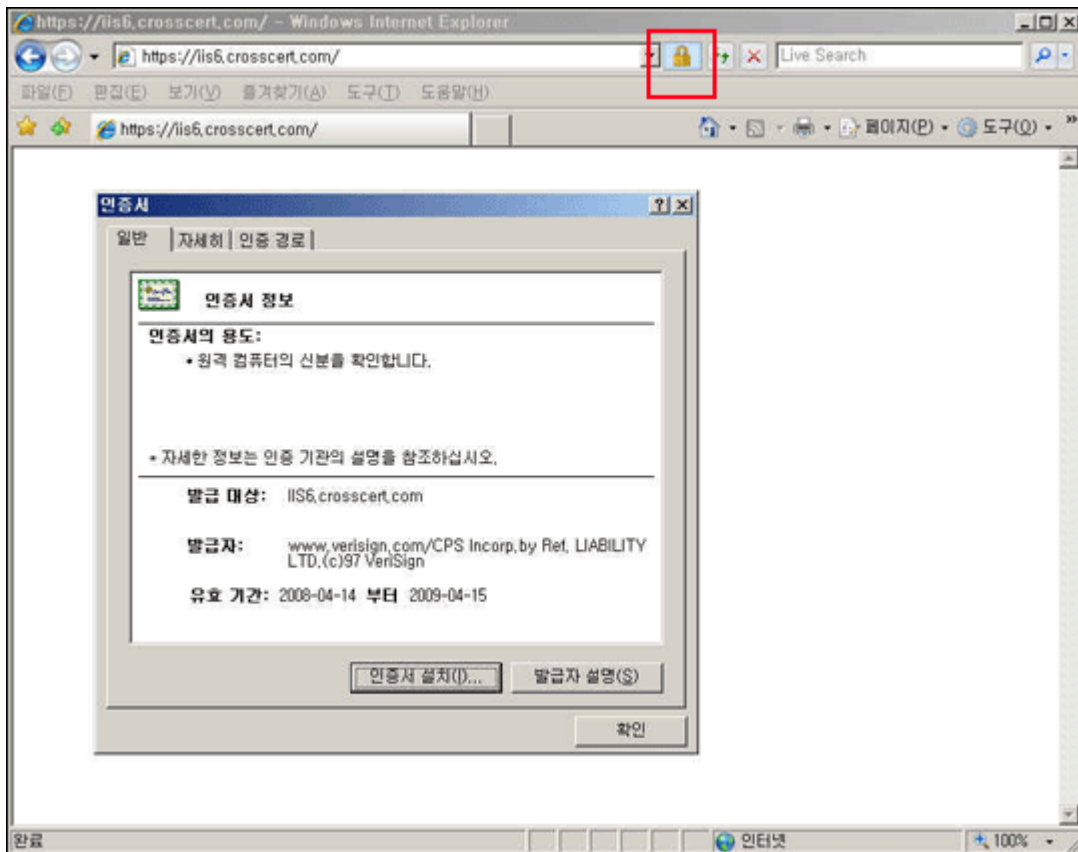 https://iis6.crosscert.com/ - Windows Internet Explorer
https://iis6.crosscert.com/
Live Search
파일(F) 편집(E) 보기(V) 즐겨찾기(A) 도구(T) 도움말(H)
https://iis6.crosscert.com/
페이지(P)
도구(O)
인증서
일반 자세히 인증 경로
인증서 정보
인증서의 용도:
• 원격 컴퓨터의 신분을 확인합니다.
* 자세한 정보는 인증 기관의 설명을 참조하십시오.
발급 대상: IIS6.crosscert.com
발급자: www.verisign.com/CPS Incorp.by Ref. LIABILITY
LTD.(c)97 VeriSign
유효 기간: 2008-04-14 부터 2009-04-15
인증서 설치(I)... 발급자 설명(S)
확인
완료 인터넷 100%